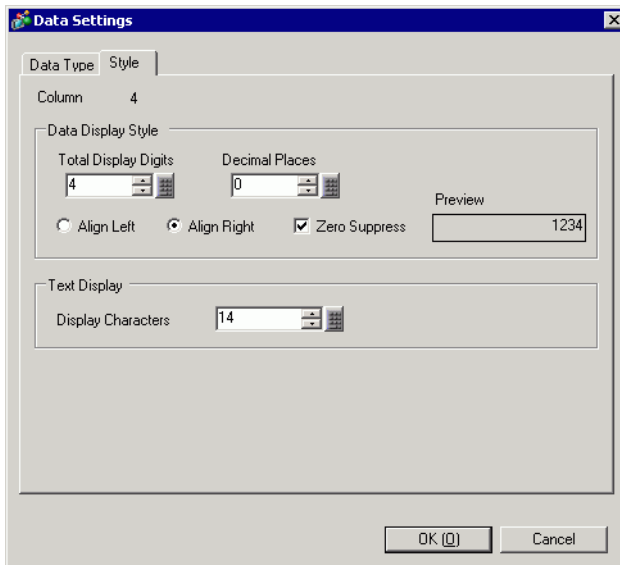 Data Settings
Data Type Style
Column 4
Data Display Style
Total Display Digits Decimal Places
4 0
Preview
Align Left Align Right Zero Suppress 1234
Text Display
Display Characters 14
OK (O) Cancel